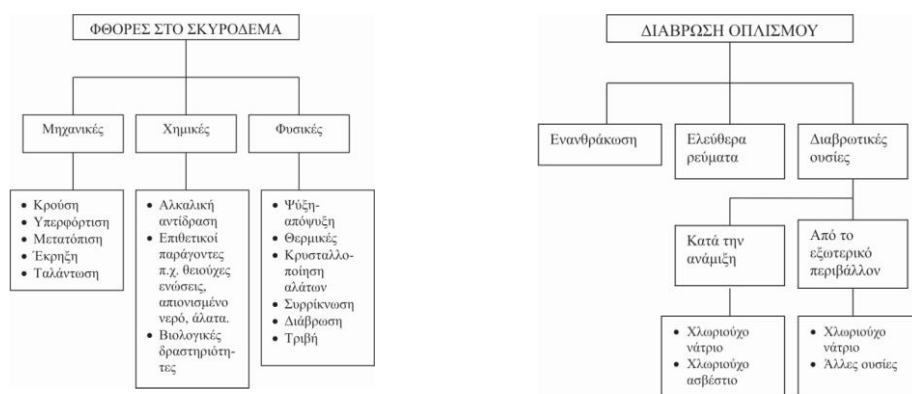 ΦΘΟΡΕΣ ΣΤΟ ΣΚΥΡΟΔΕΜΑ
Μηχανικές
Χημικές
Φυσικές
• Κρούση
• Υπερφόρτιση
• Μετατόπιση
• Έκρηξη
• Ταλάντωση
• Αλκαλική
αντίδραση
• Επιθετικοί
παράγοντες
π.χ. θειούχες
ενώσεις,
απιονισμένο
νερό, άλατα.
• Βιολογικές
δραστηριότη-
τες
• Ψύξη-
απόψυξη
• Θερμικές
• Κρυσταλλο-
ποίηση
αλάτων
• Συρρίκνωση
• Διάβρωση
• Τριβή
ΔΙΑΒΡΩΣΗ ΟΠΛΙΣΜΟΥ
Ενανθράκωση
Ελεύθερα
ρεύματα
Διαβρωτικές
ουσίες
Κατά την
ανάμιξη
Από το
εξωτερικό
περιβάλλον
• Χλωριούχο
νάτριο
• Χλωριούχο
ασβέστιο
• Χλωριούχο
νάτριο
• Άλλες ουσίες